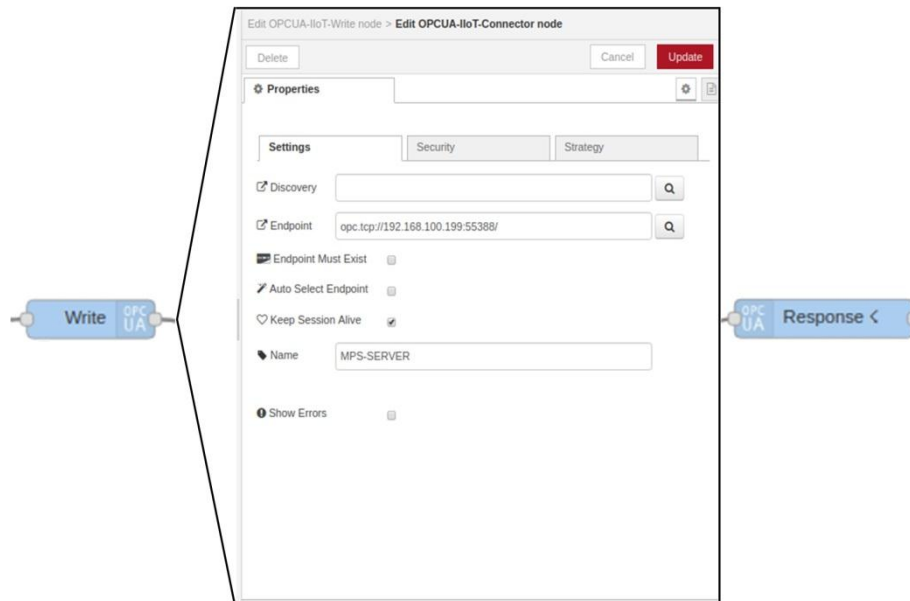 Edit OPCUA-IIoT-Write node > Edit OPCUA-IIoT-Connector node
Delete
Cancel
Update
Properties
Settings
Security
Strategy
Discovery
Endpoint
opc.tcp://192.168.100.199:55388/
Endpoint Must Exist
Auto Select Endpoint
Write
OPC
UA
Keep Session Alive
OPC
UA
Response <
Name
MPS-SERVER
Show Errors